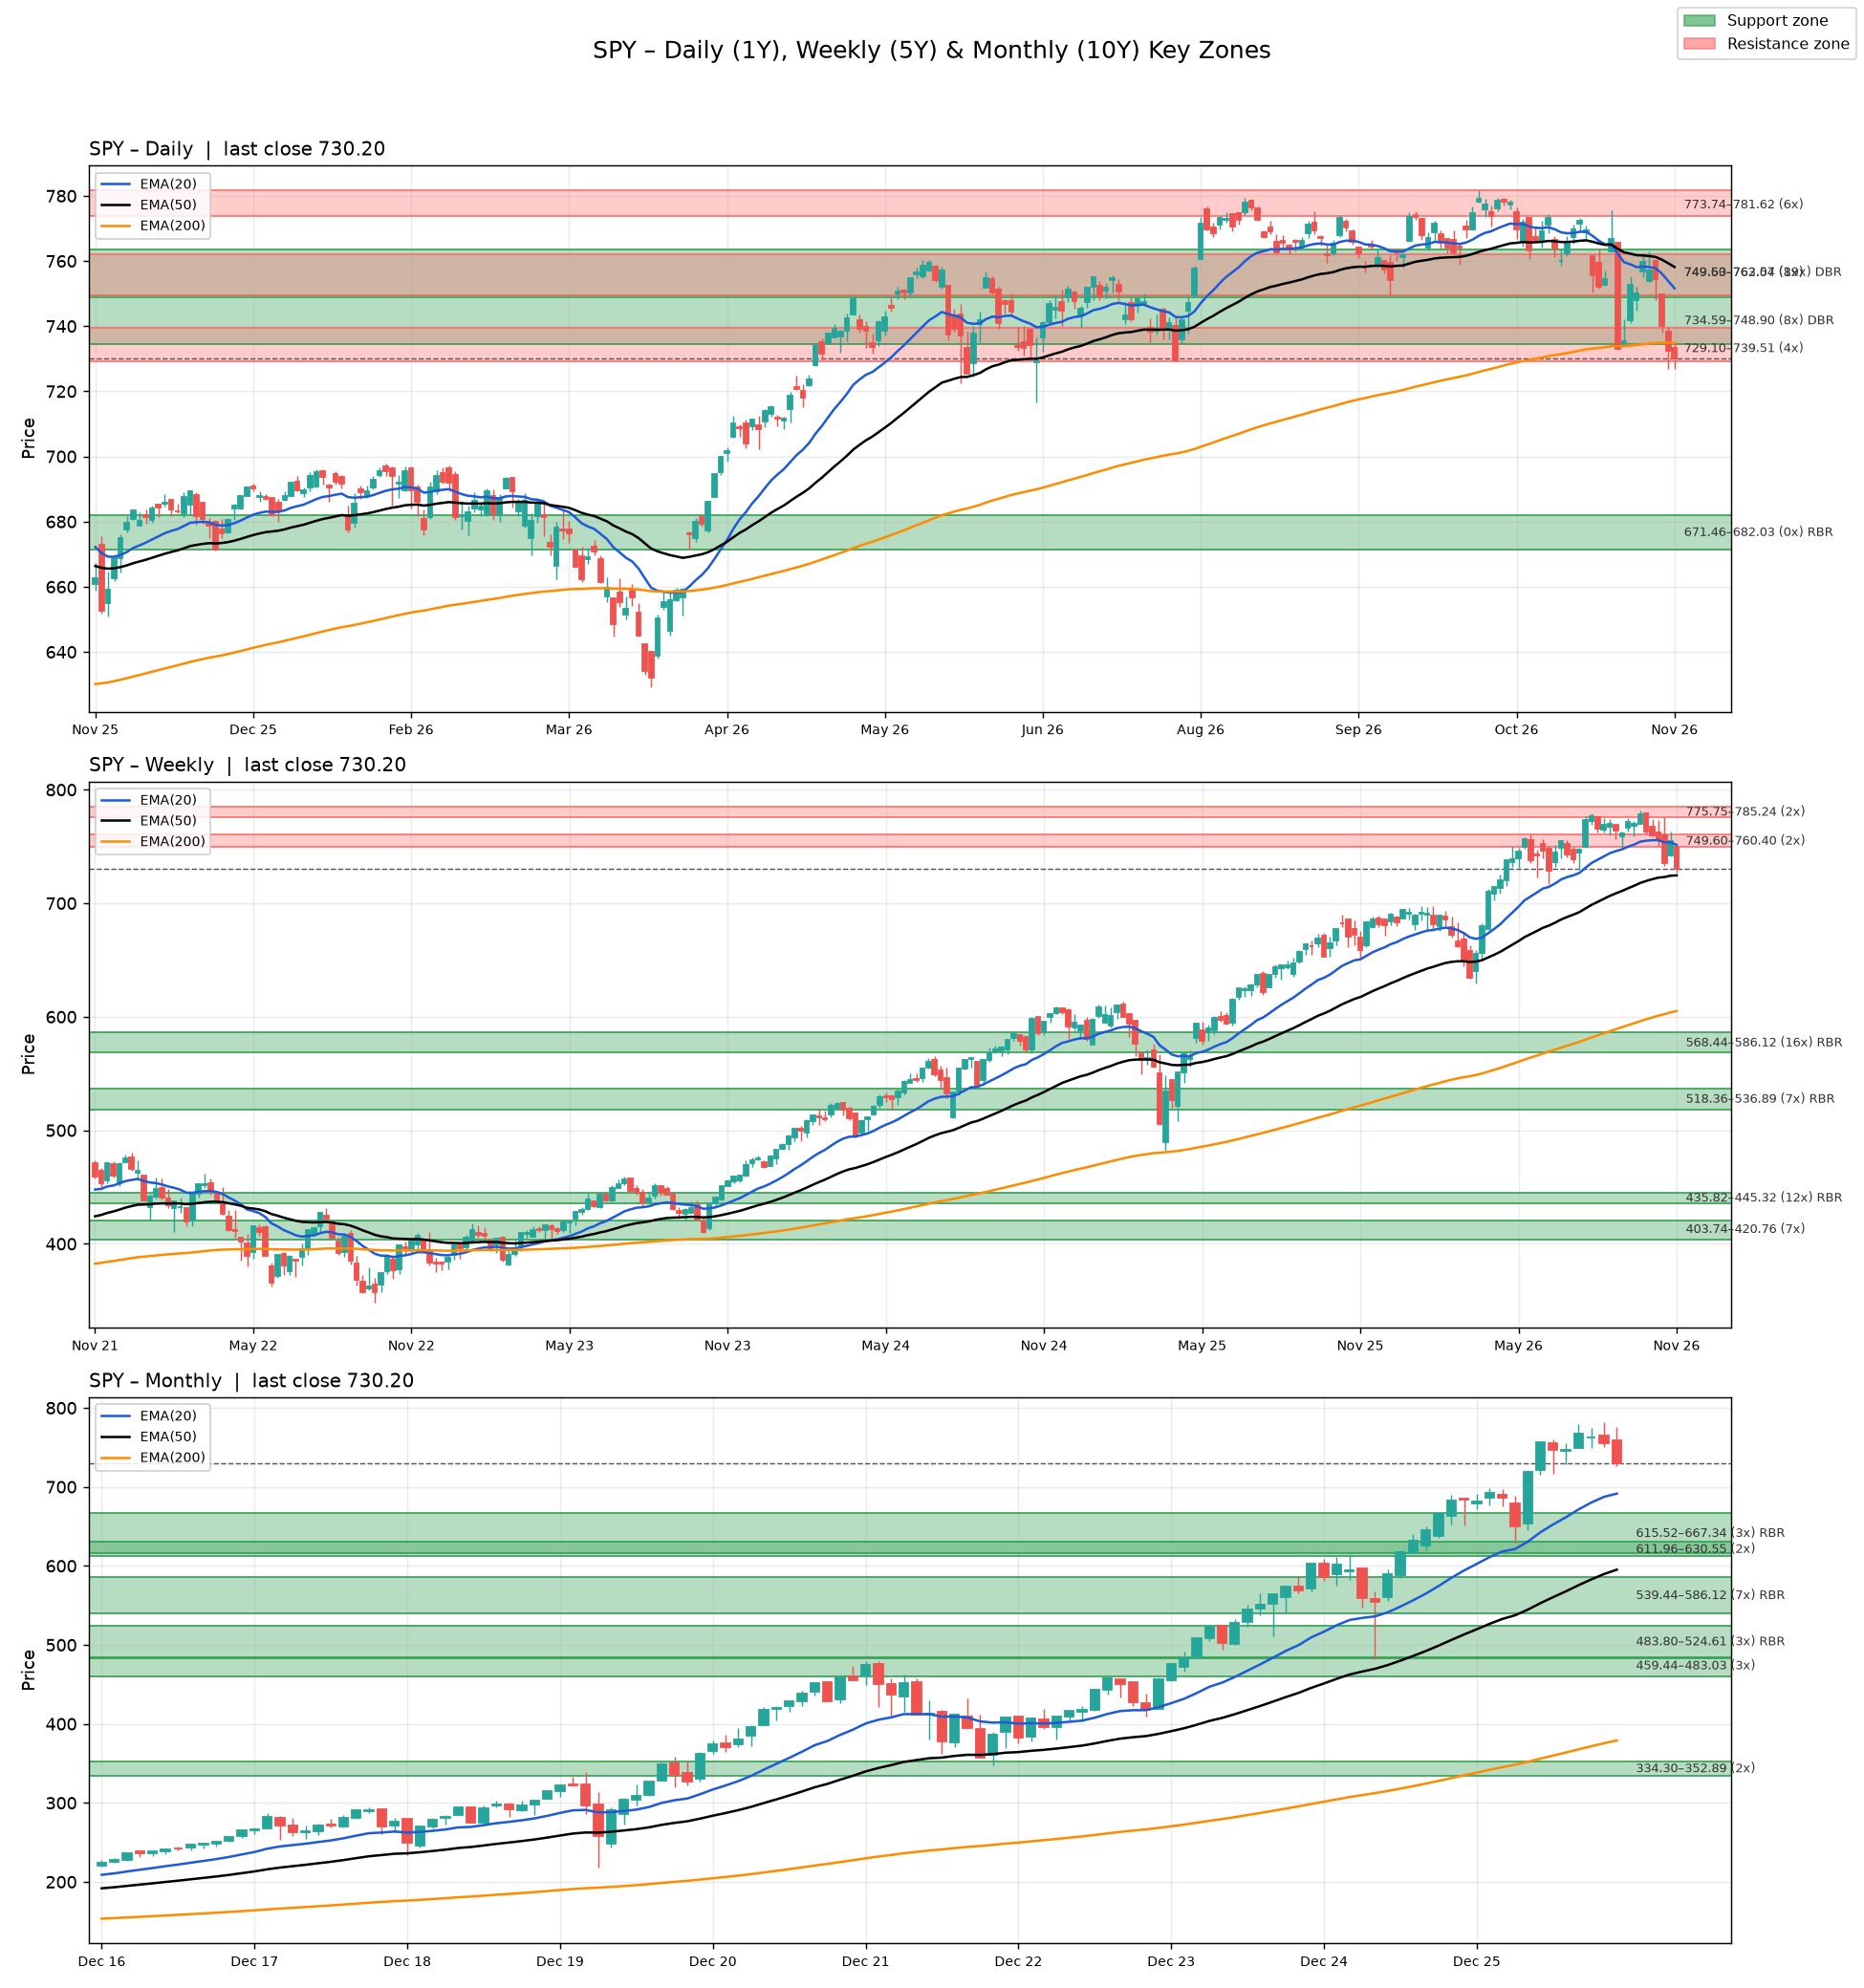 Support zone
Resistance zone
SPY – Daily (1Y), Weekly (5Y) & Monthly (10Y) Key Zones
SPY – Daily | last close 730.20
EMA(20)
EMA(50)
EMA(200)
Price
780
760
740
720
700
680
660
640
773.74–781.62 (6x)
734.59–748.90 (8x) DBR
729.10–739.51 (4x)
671.46–682.03 (0x) RBR
Nov 25
Dec 25
Feb 26
Mar 26
Apr 26
May 26
Jun 26
Aug 26
Sep 26
Oct 26
Nov 26
SPY – Weekly | last close 730.20
EMA(20)
EMA(50)
EMA(200)
Price
800
700
600
500
400
775.75–785.24 (2x)
749.60–760.40 (2x)
568.44–586.12 (16x) RBR
518.36–536.89 (7x) RBR
435.82–445.32 (12x) RBR
403.74–420.76 (7x)
Nov 21
May 22
Nov 22
May 23
Nov 23
May 24
Nov 24
May 25
Nov 25
May 26
Nov 26
SPY – Monthly | last close 730.20
EMA(20)
EMA(50)
EMA(200)
Price
800
700
600
500
400
300
200
615.52–667.34 (3x) RBR
611.96–630.55 (2x)
539.44–586.12 (7x) RBR
483.80–524.61 (3x) RBR
459.44–483.03 (3x)
334.30–352.89 (2x)
Dec 16
Dec 17
Dec 18
Dec 19
Dec 20
Dec 21
Dec 22
Dec 23
Dec 24
Dec 25